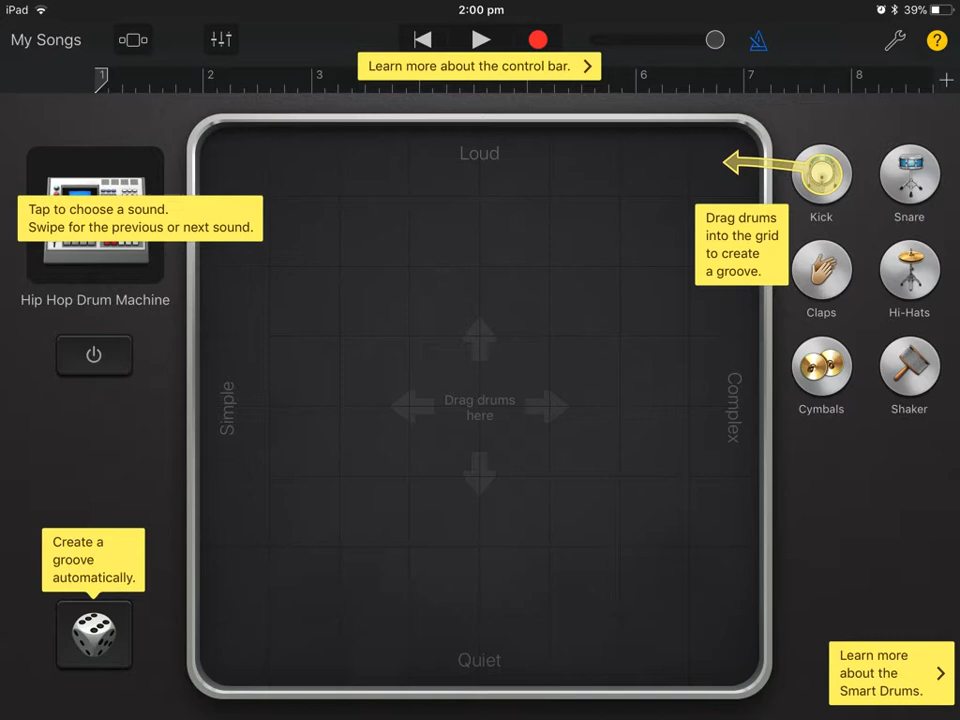 iPad
2:00 pm
39%
My Songs
?
Learn more about the control bar.
1 2 3 6 7 8
Loud
Tap to choose a sound.
Swipe for the previous or next sound.
Hip Hop Drum Machine
Drag drums
into the grid
to create
a groove.
Kick
Snare
Claps
Hi-Hats
Cymbals
Shaker
Simple
Drag drums
here
Complex
Create a
groove
automatically.
Quiet
Learn more
about the
Smart Drums.